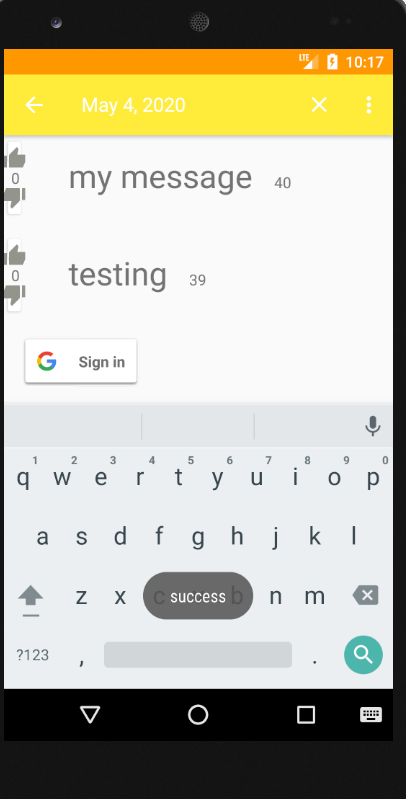 LTE 10:17
May 4, 2020
0 my message 40
0 testing 39
G Sign in
1 2 3 4 5 6 7 8 9 0
q w e r t y u i o p
a s d f g h j k l
z x c success b n m
?123 , .